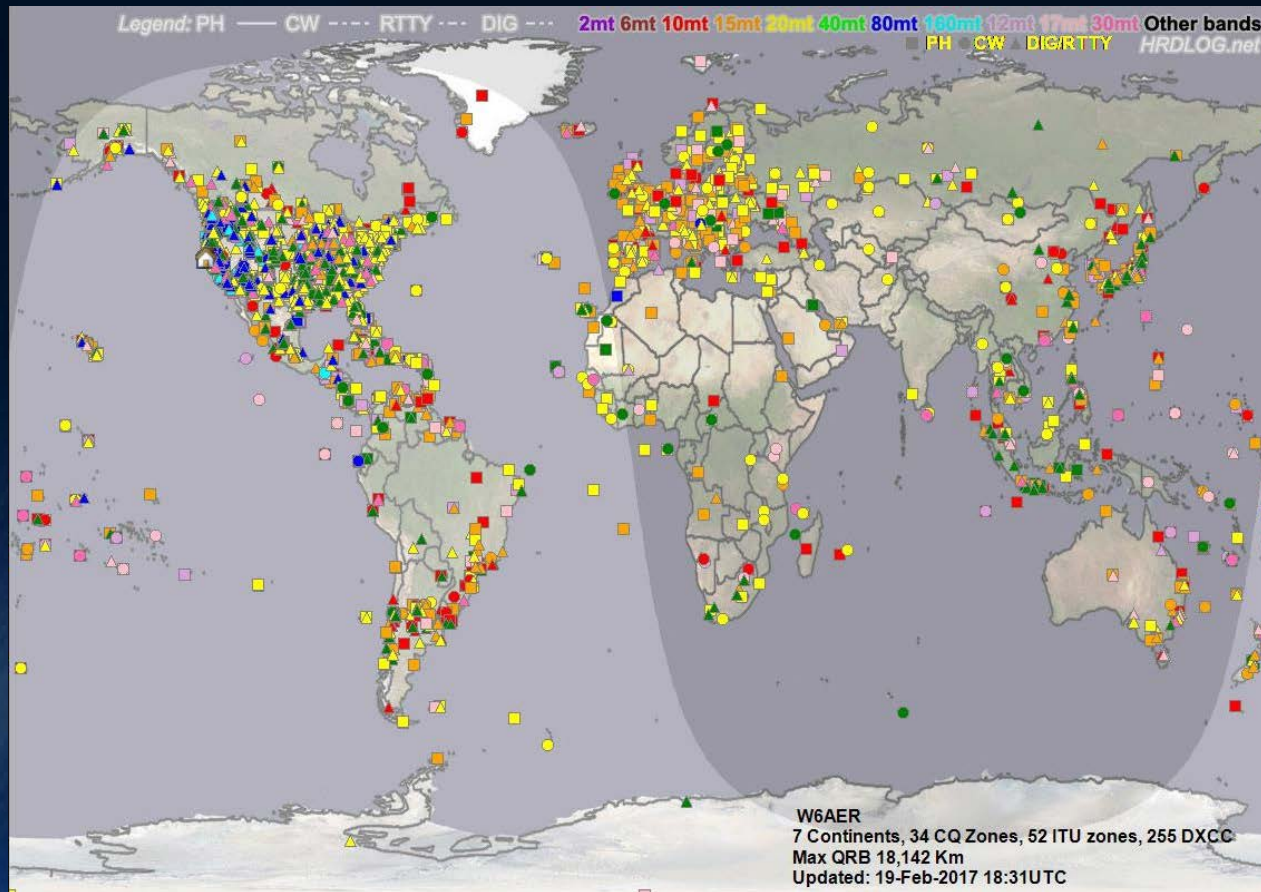 Legend: PH CW RTTY DIG 2mt 6mt 10mt 15mt 20mt 40mt 80mt 160mt 12mt 17mt 30mt Other bands
PH CW DIG/RTTY HRDLOG.net
W6AER
7 Continents, 34 CQ Zones, 52 ITU zones, 255 DXCC
Max QRB 18,142 Km
Updated: 19-Feb-2017 18:31UTC